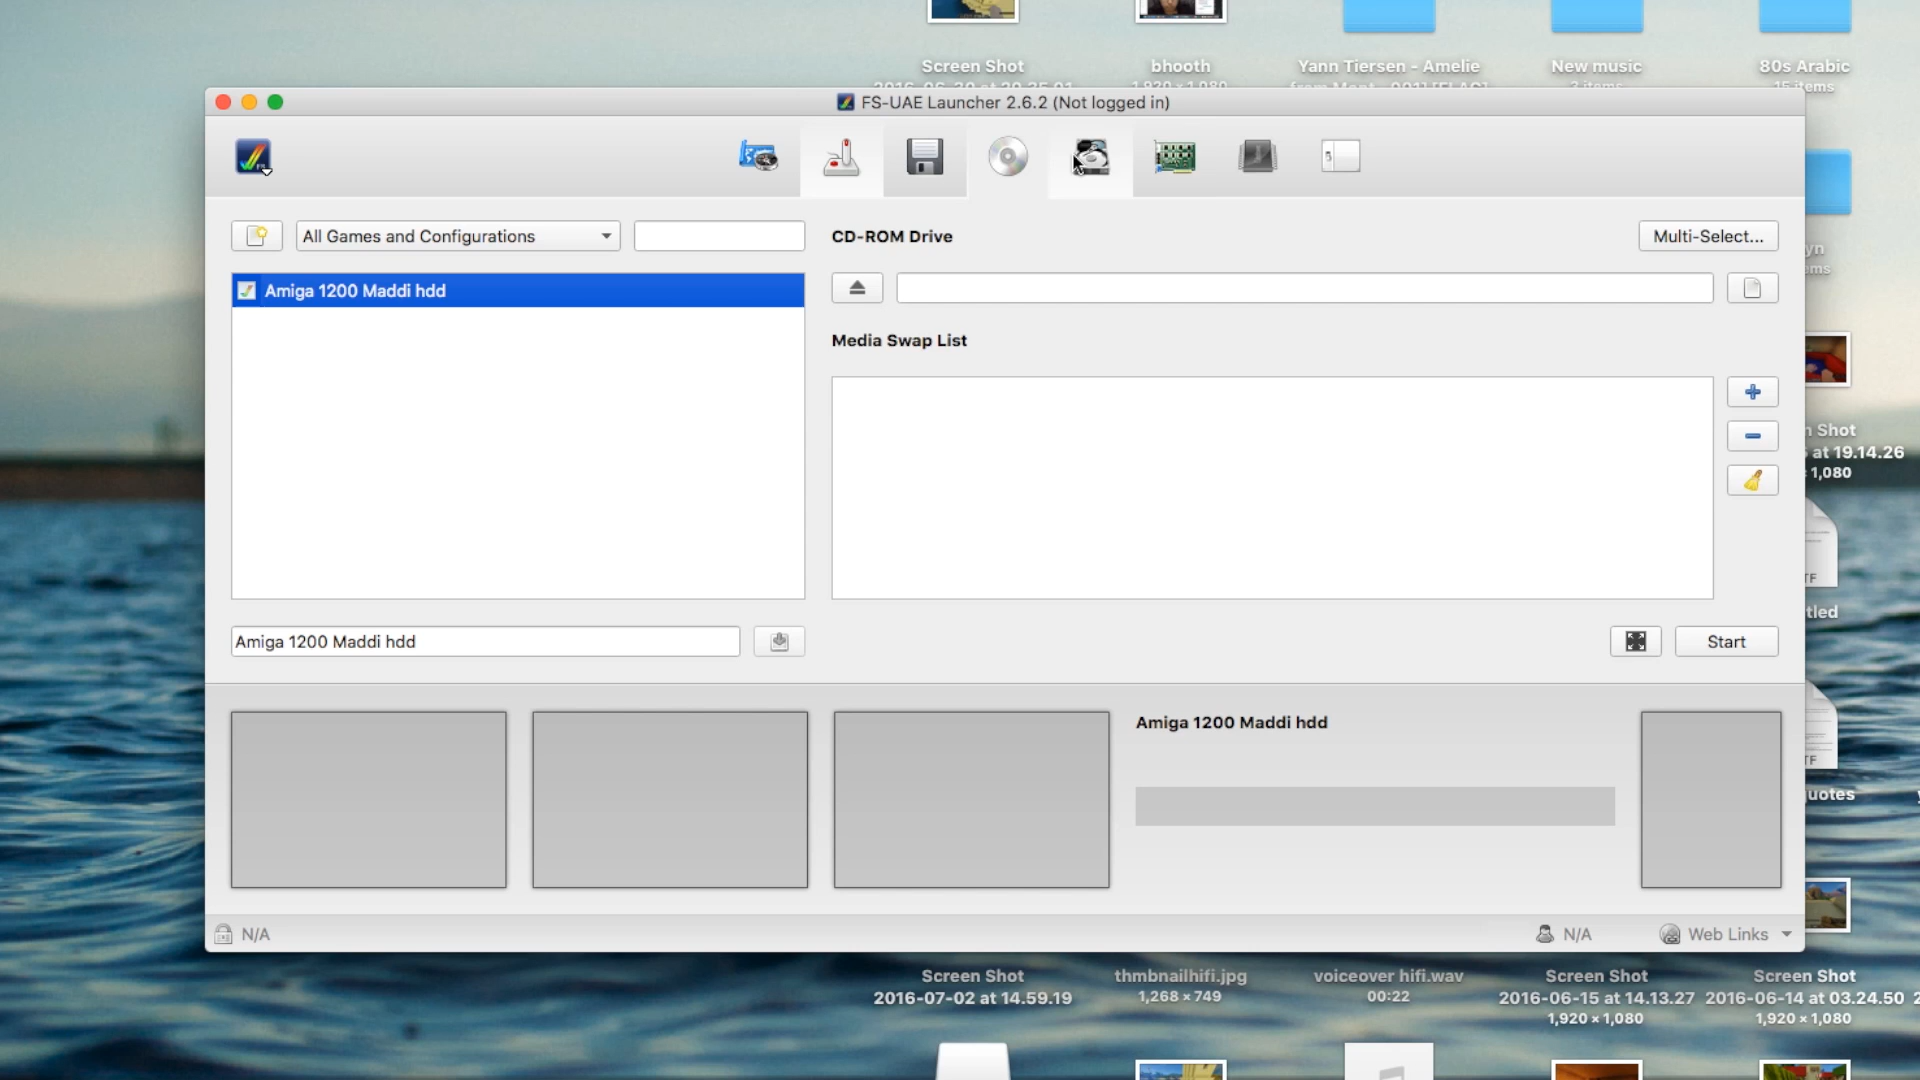 Screen Shot
bhooth
Yann Tiersen - Amelie
New music
80s Arabic
15 items
FS-UAE Launcher 2.6.2 (Not logged in)
All Games and Configurations
CD-ROM Drive
Multi-Select...
Amiga 1200 Maddi hdd
Media Swap List
n Shot
at 19.14.26
1,080
Amiga 1200 Maddi hdd
Start
tled
Amiga 1200 Maddi hdd
uotes
N/A
N/A
Web Links
Screen Shot
2016-07-02 at 14.59.19
thmbnailhifi.jpg
1,268 × 749
voiceover hifi.wav
00:22
Screen Shot
2016-06-15 at 14.13.27
1,920 × 1,080
Screen Shot
2016-06-14 at 03.24.50
1,920 × 1,080